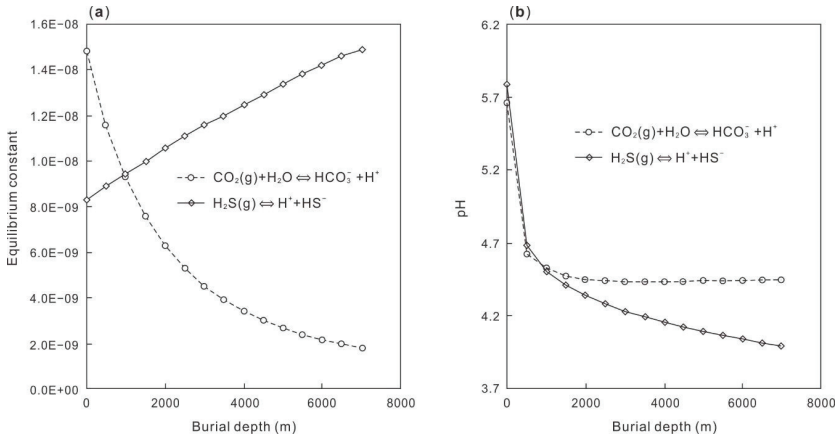 (a)
1.6E−08
1.4E−08
1.2E−08
1.0E−08
8.0E−09
6.0E−09
4.0E−09
2.0E−09
0.0E+00
Equilibrium constant
CO₂(g)+H₂O ⇔ HCO₃⁻ +H⁺
H₂S(g) ⇔ H⁺+HS⁻
0
2000
4000
6000
8000
Burial depth (m)
(b)
6.2
5.7
5.2
4.7
4.2
3.7
pH
CO₂(g)+H₂O ⇔ HCO₃⁻ +H⁺
H₂S(g) ⇔ H⁺+HS⁻
0
2000
4000
6000
8000
Burial depth (m)